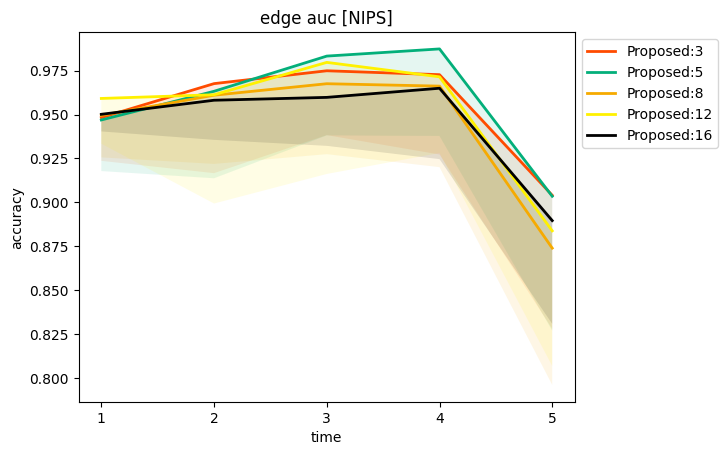 edge auc [NIPS]
accuracy
0.975
0.950
0.925
0.900
0.875
0.850
0.825
0.800
1 2 3 4 5
time
Proposed:3
Proposed:5
Proposed:8
Proposed:12
Proposed:16